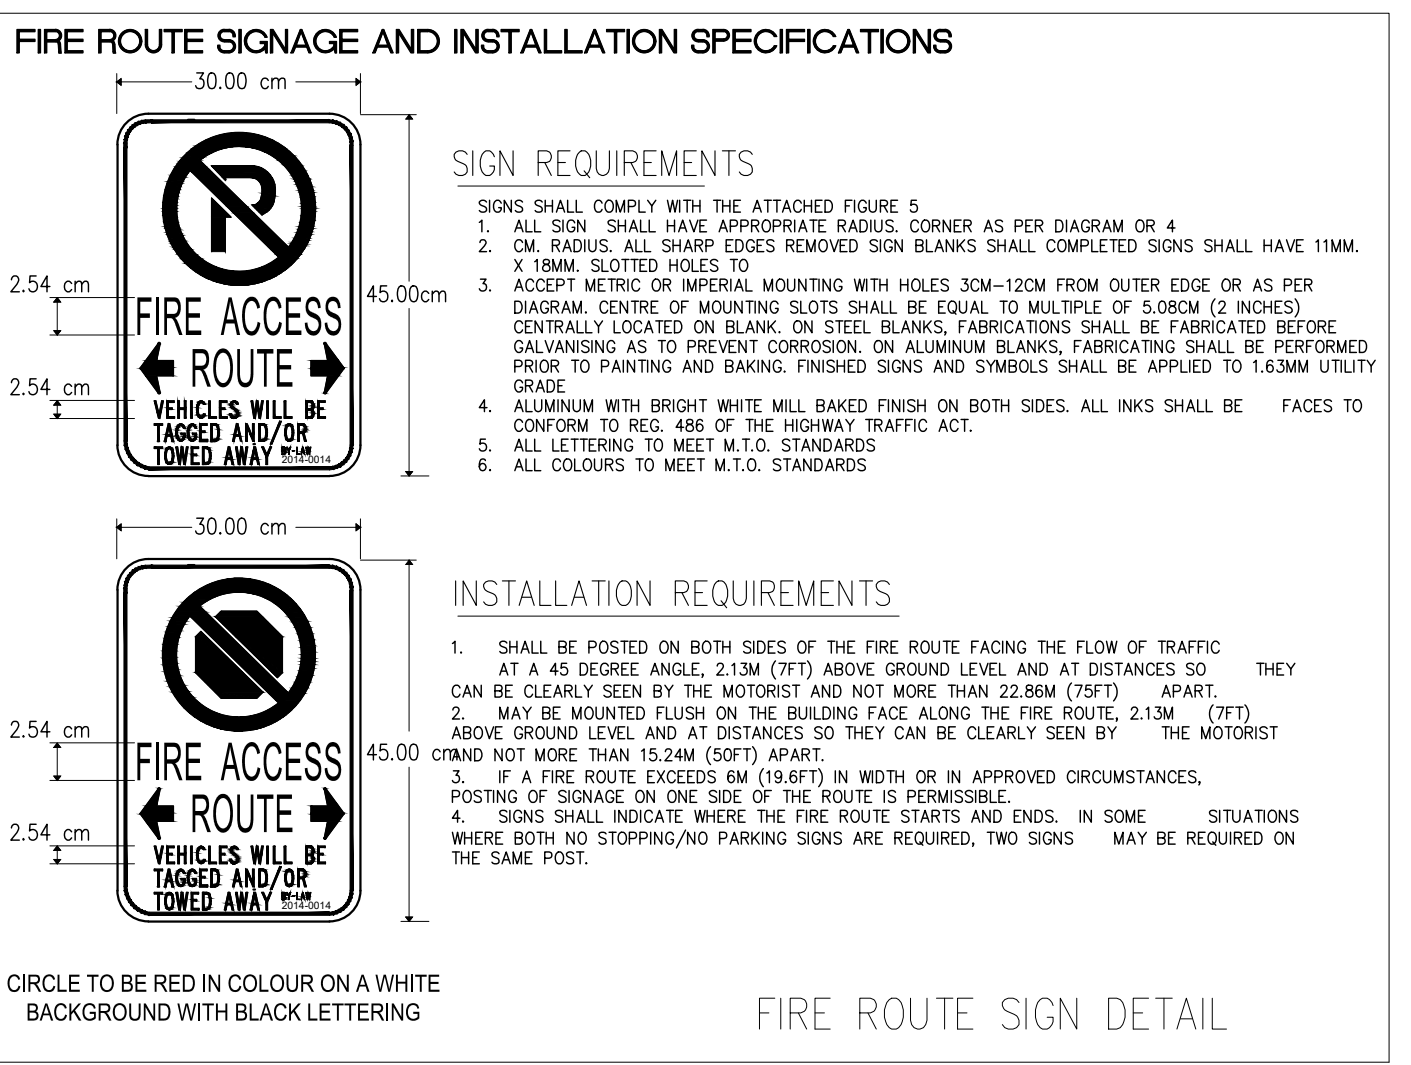 FIRE ROUTE SIGNAGE AND INSTALLATION SPECIFICATIONS
30.00 cm
P
2.54 cm
45.00cm
FIRE ACCESS
ROUTE
2.54 cm
VEHICLES WILL BE
TAGGED AND/OR
TOWED AWAY BY-LAW
2014-0014
SIGN REQUIREMENTS
SIGNS SHALL COMPLY WITH THE ATTACHED FIGURE 5
1. ALL SIGN SHALL HAVE APPROPRIATE RADIUS. CORNER AS PER DIAGRAM OR 4
2. CM. RADIUS. ALL SHARP EDGES REMOVED SIGN BLANKS SHALL COMPLETED SIGNS SHALL HAVE 11MM.
X 18MM. SLOTTED HOLES TO
3. ACCEPT METRIC OR IMPERIAL MOUNTING WITH HOLES 3CM-12CM FROM OUTER EDGE OR AS PER
DIAGRAM. CENTRE OF MOUNTING SLOTS SHALL BE EQUAL TO MULTIPLE OF 5.08CM (2 INCHES)
CENTRALLY LOCATED ON BLANK. ON STEEL BLANKS, FABRICATIONS SHALL BE FABRICATED BEFORE
GALVANISING AS TO PREVENT CORROSION. ON ALUMINUM BLANKS, FABRICATING SHALL BE PERFORMED
PRIOR TO PAINTING AND BAKING. FINISHED SIGNS AND SYMBOLS SHALL BE APPLIED TO 1.63MM UTILITY
GRADE
4. ALUMINUM WITH BRIGHT WHITE MILL BAKED FINISH ON BOTH SIDES. ALL INKS SHALL BE FACES TO
CONFORM TO REG. 486 OF THE HIGHWAY TRAFFIC ACT.
5. ALL LETTERING TO MEET M.T.O. STANDARDS
6. ALL COLOURS TO MEET M.T.O. STANDARDS
30.00 cm
2.54 cm
45.00 cm
FIRE ACCESS
ROUTE
2.54 cm
VEHICLES WILL BE
TAGGED AND/OR
TOWED AWAY BY-LAW
2014-0014
INSTALLATION REQUIREMENTS
1. SHALL BE POSTED ON BOTH SIDES OF THE FIRE ROUTE FACING THE FLOW OF TRAFFIC
AT A 45 DEGREE ANGLE, 2.13M (7FT) ABOVE GROUND LEVEL AND AT DISTANCES SO THEY
CAN BE CLEARLY SEEN BY THE MOTORIST AND NOT MORE THAN 22.86M (75FT) APART.
2. MAY BE MOUNTED FLUSH ON THE BUILDING FACE ALONG THE FIRE ROUTE, 2.13M (7FT)
ABOVE GROUND LEVEL AND AT DISTANCES SO THEY CAN BE CLEARLY SEEN BY THE MOTORIST
AND NOT MORE THAN 15.24M (50FT) APART.
3. IF A FIRE ROUTE EXCEEDS 6M (19.6FT) IN WIDTH OR IN APPROVED CIRCUMSTANCES,
POSTING OF SIGNAGE ON ONE SIDE OF THE ROUTE IS PERMISSIBLE.
4. SIGNS SHALL INDICATE WHERE THE FIRE ROUTE STARTS AND ENDS. IN SOME SITUATIONS
WHERE BOTH NO STOPPING/NO PARKING SIGNS ARE REQUIRED, TWO SIGNS MAY BE REQUIRED ON
THE SAME POST.
CIRCLE TO BE RED IN COLOUR ON A WHITE
BACKGROUND WITH BLACK LETTERING
FIRE ROUTE SIGN DETAIL